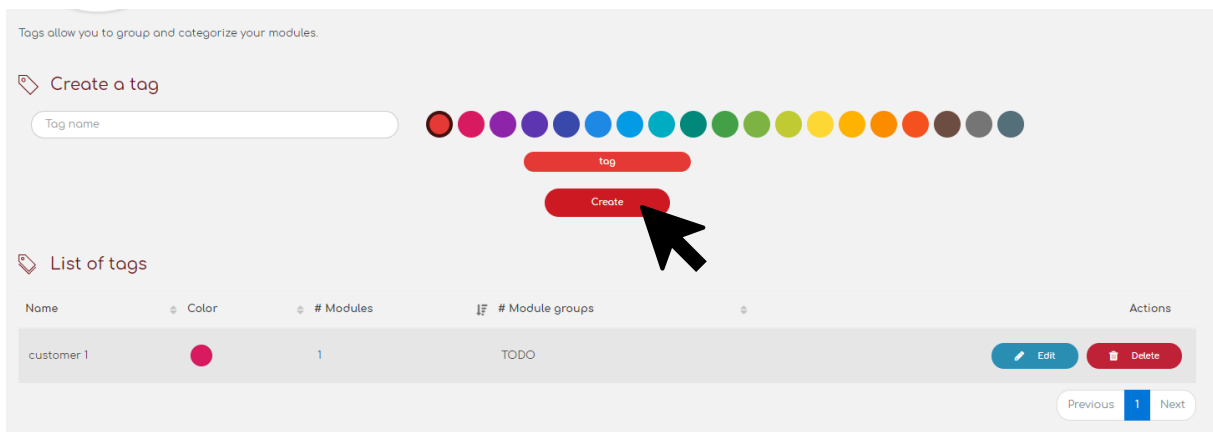 Tags allow you to group and categorize your modules.
Create a tag
Tag name
tag
Create
List of tags
Name Color # Modules # Module groups Actions
customer 1 1 TODO Edit Delete
Previous 1 Next